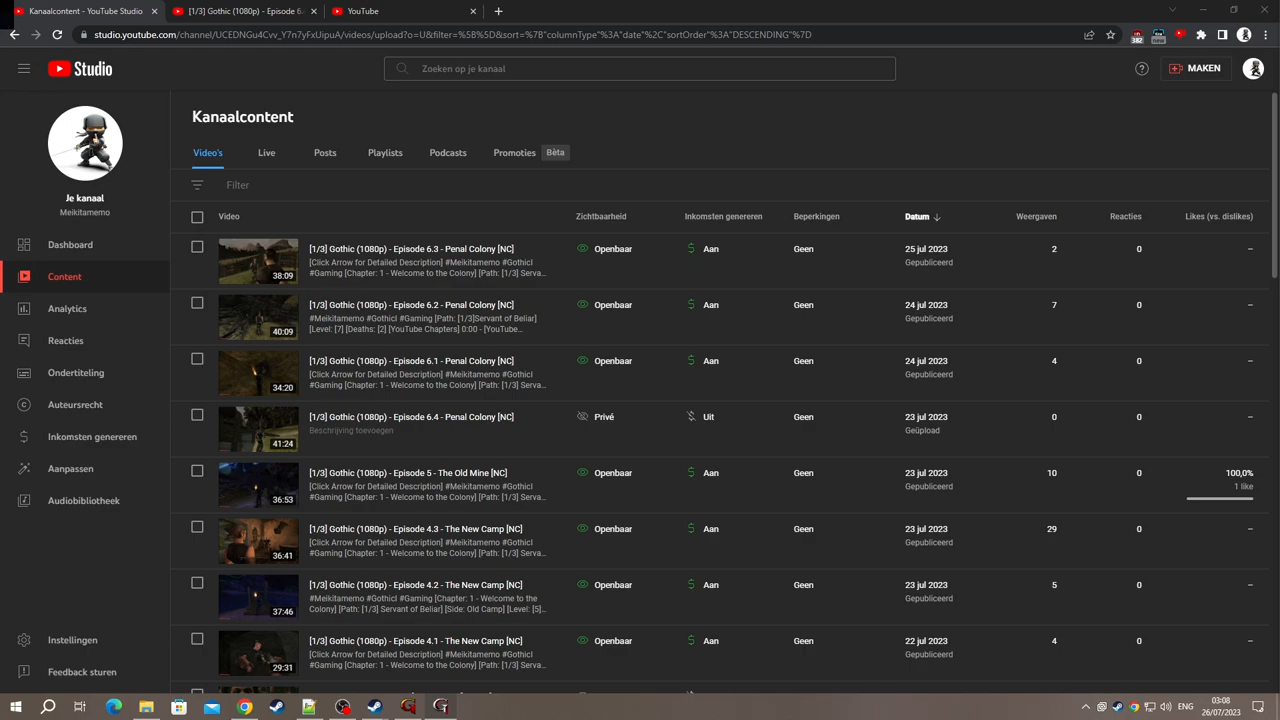 Kanaalcontent - YouTube Studio
[1/3] Gothic (1080p) - Episode 6.
YouTube
studio.youtube.com/channel/UCEDNGu4Cvv_Y7n7yFxUipuA/videos/upload?o=U&filter=%5B%5D&sort=%7B"columnType"%3A"date"%2C"sortOrder"%3A"DESCENDING"%7D
382
Studio
Zoeken op je kanaal
MAKEN
Kanaalcontent
Je kanaal
Meikitamemo
Dashboard
Content
Analytics
Reacties
Ondertiteling
Auteursrecht
Inkomsten genereren
Aanpassen
Audiobibliotheek
Instellingen
Feedback sturen
Video's Live Posts Playlists Podcasts Promoties Bèta
Filter
Video Zichtbaarheid Inkomsten genereren Beperkingen Datum Weergaven Reacties Likes (vs. dislikes)
[1/3] Gothic (1080p) - Episode 6.3 - Penal Colony [NC] Openbaar Aan Geen 25 jul 2023 2 0 –
[Click Arrow for Detailed Description] #Meikitamemo #GothicI Gepubliceerd
#Gaming [Chapter: 1 - Welcome to the Colony] [Path: [1/3] Serva…
38:09
[1/3] Gothic (1080p) - Episode 6.2 - Penal Colony [NC] Openbaar Aan Geen 24 jul 2023 7 0 –
#Meikitamemo #GothicI #Gaming [Path: [1/3]Servant of Beliar] Gepubliceerd
[Level: [7] [Deaths: [2] [YouTube Chapters] 0:00 - [YouTube…
40:09
[1/3] Gothic (1080p) - Episode 6.1 - Penal Colony [NC] Openbaar Aan Geen 24 jul 2023 4 0 –
[Click Arrow for Detailed Description] #Meikitamemo #GothicI Gepubliceerd
#Gaming [Chapter: 1 - Welcome to the Colony] [Path: [1/3] Serva…
34:20
[1/3] Gothic (1080p) - Episode 6.4 - Penal Colony [NC] Privé Uit Geen 23 jul 2023 0 0 –
Beschrijving toevoegen Geüpload
41:24
[1/3] Gothic (1080p) - Episode 5 - The Old Mine [NC] Openbaar Aan Geen 23 jul 2023 10 0 100,0%
[Click Arrow for Detailed Description] #Meikitamemo #GothicI Gepubliceerd 1 like
#Gaming [Chapter: 1 - Welcome to the Colony] [Path: [1/3] Serva…
36:53
[1/3] Gothic (1080p) - Episode 4.3 - The New Camp [NC] Openbaar Aan Geen 23 jul 2023 29 0 –
[Click Arrow for Detailed Description] #Meikitamemo #GothicI Gepubliceerd
#Gaming [Chapter: 1 - Welcome to the Colony] [Path: [1/3] Serva…
36:41
[1/3] Gothic (1080p) - Episode 4.2 - The New Camp [NC] Openbaar Aan Geen 23 jul 2023 5 0 –
#Meikitamemo #GothicI #Gaming [Chapter: 1 - Welcome to the Gepubliceerd
Colony] [Path: [1/3] Servant of Beliar] [Side: Old Camp] [Level: [5]…
37:46
[1/3] Gothic (1080p) - Episode 4.1 - The New Camp [NC] Openbaar Aan Geen 22 jul 2023 4 0 –
[Click Arrow for Detailed Description] #Meikitamemo #GothicI Gepubliceerd
#Gaming [Chapter: 1 - Welcome to the Colony] [Path: [1/3] Serva…
29:31
ENG
03:08
26/07/2023